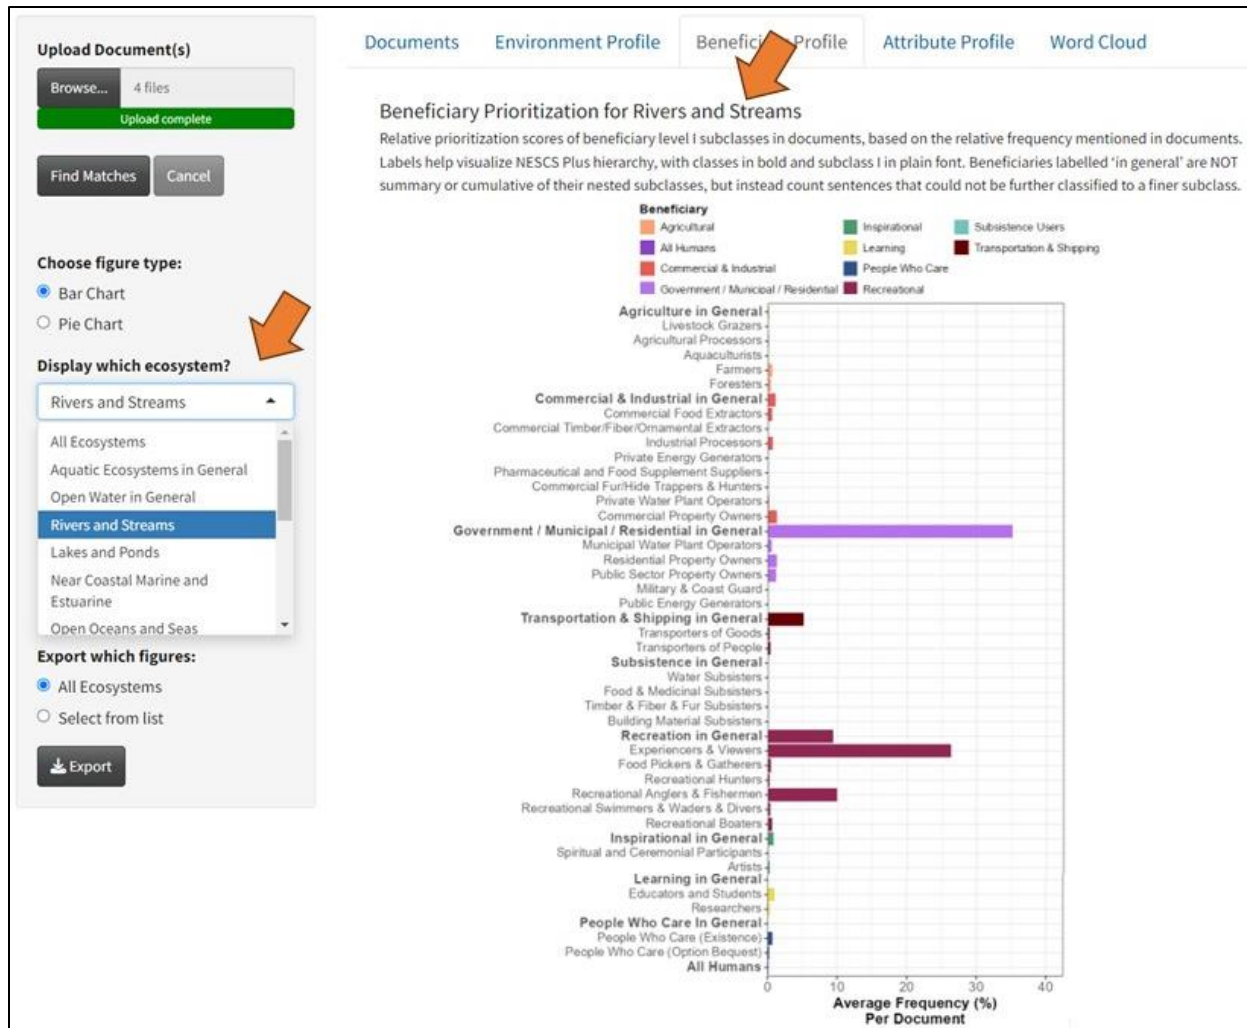 Upload Document(s)
Browse... 4 files
Upload complete
Find Matches Cancel
Choose figure type:
Bar Chart
Pie Chart
Display which ecosystem?
Rivers and Streams
All Ecosystems
Aquatic Ecosystems in General
Open Water in General
Rivers and Streams
Lakes and Ponds
Near Coastal Marine and
Estuarine
Open Oceans and Seas
Export which figures:
All Ecosystems
Select from list
Export
Documents Environment Profile Profile Attribute Profile Word Cloud
Beneficiary Prioritization for Rivers and Streams
Relative prioritization scores of beneficiary level I subclasses in documents, based on the relative frequency mentioned in documents.
Labels help visualize NESCS Plus hierarchy, with classes in bold and subclass I in plain font. Beneficiaries labelled 'in general' are NOT
summary or cumulative of their nested subclasses, but instead count sentences that could not be further classified to a finer subclass.
Beneficiary
Agricultural Inspirational Subsistence Users
All Humans Learning Transportation & Shipping
Commercial & Industrial People Who Care
Government / Municipal / Residential Recreational
Agriculture in General
Livestock Grazers
Agricultural Processors
Aquaculturists
Farmers
Foresters
Commercial & Industrial in General
Commercial Food Extractors
Commercial Timber/Fiber/Ornamental Extractors
Industrial Processors
Private Energy Generators
Pharmaceutical and Food Supplement Suppliers
Commercial Fur/Hide Trappers & Hunters
Private Water Plant Operators
Commercial Property Owners
Government / Municipal / Residential in General
Municipal Water Plant Operators
Residential Property Owners
Public Sector Property Owners
Military & Coast Guard
Public Energy Generators
Transportation & Shipping in General
Transporters of Goods
Transporters of People
Subsistence in General
Water Subsisters
Food & Medicinal Subsisters
Timber & Fiber & Fur Subsisters
Building Material Subsisters
Recreation in General
Experiencers & Viewers
Food Pickers & Gatherers
Recreational Hunters
Recreational Anglers & Fishermen
Recreational Swimmers & Waders & Divers
Recreational Boaters
Inspirational in General
Spiritual and Ceremonial Participants
Artists
Learning in General
Educators and Students
Researchers
People Who Care In General
People Who Care (Existence)
People Who Care (Option Bequest)
All Humans
0 10 20 30 40
Average Frequency (%)
Per Document